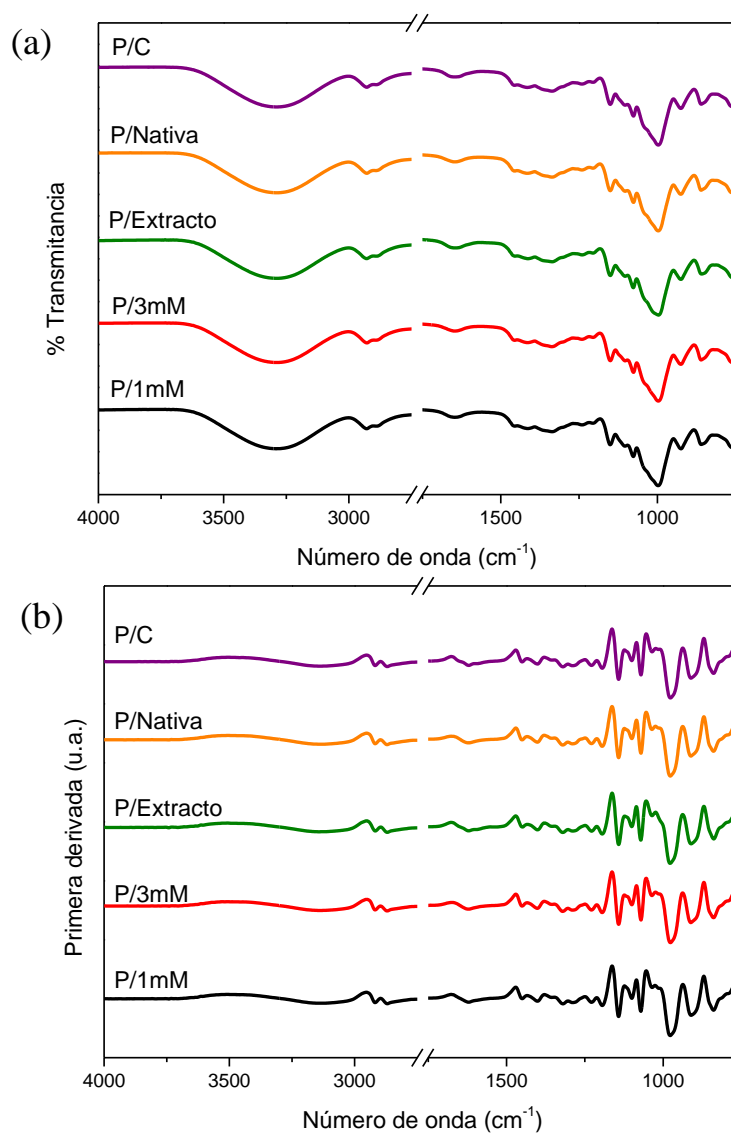 (a)
P/C
P/Nativa
P/Extracto
P/3mM
P/1mM
% Transmitancia
4000 3500 3000 1500 1000
Número de onda (cm-1)
(b)
P/C
P/Nativa
P/Extracto
P/3mM
P/1mM
Primera derivada (u.a.)
4000 3500 3000 1500 1000
Número de onda (cm-1)